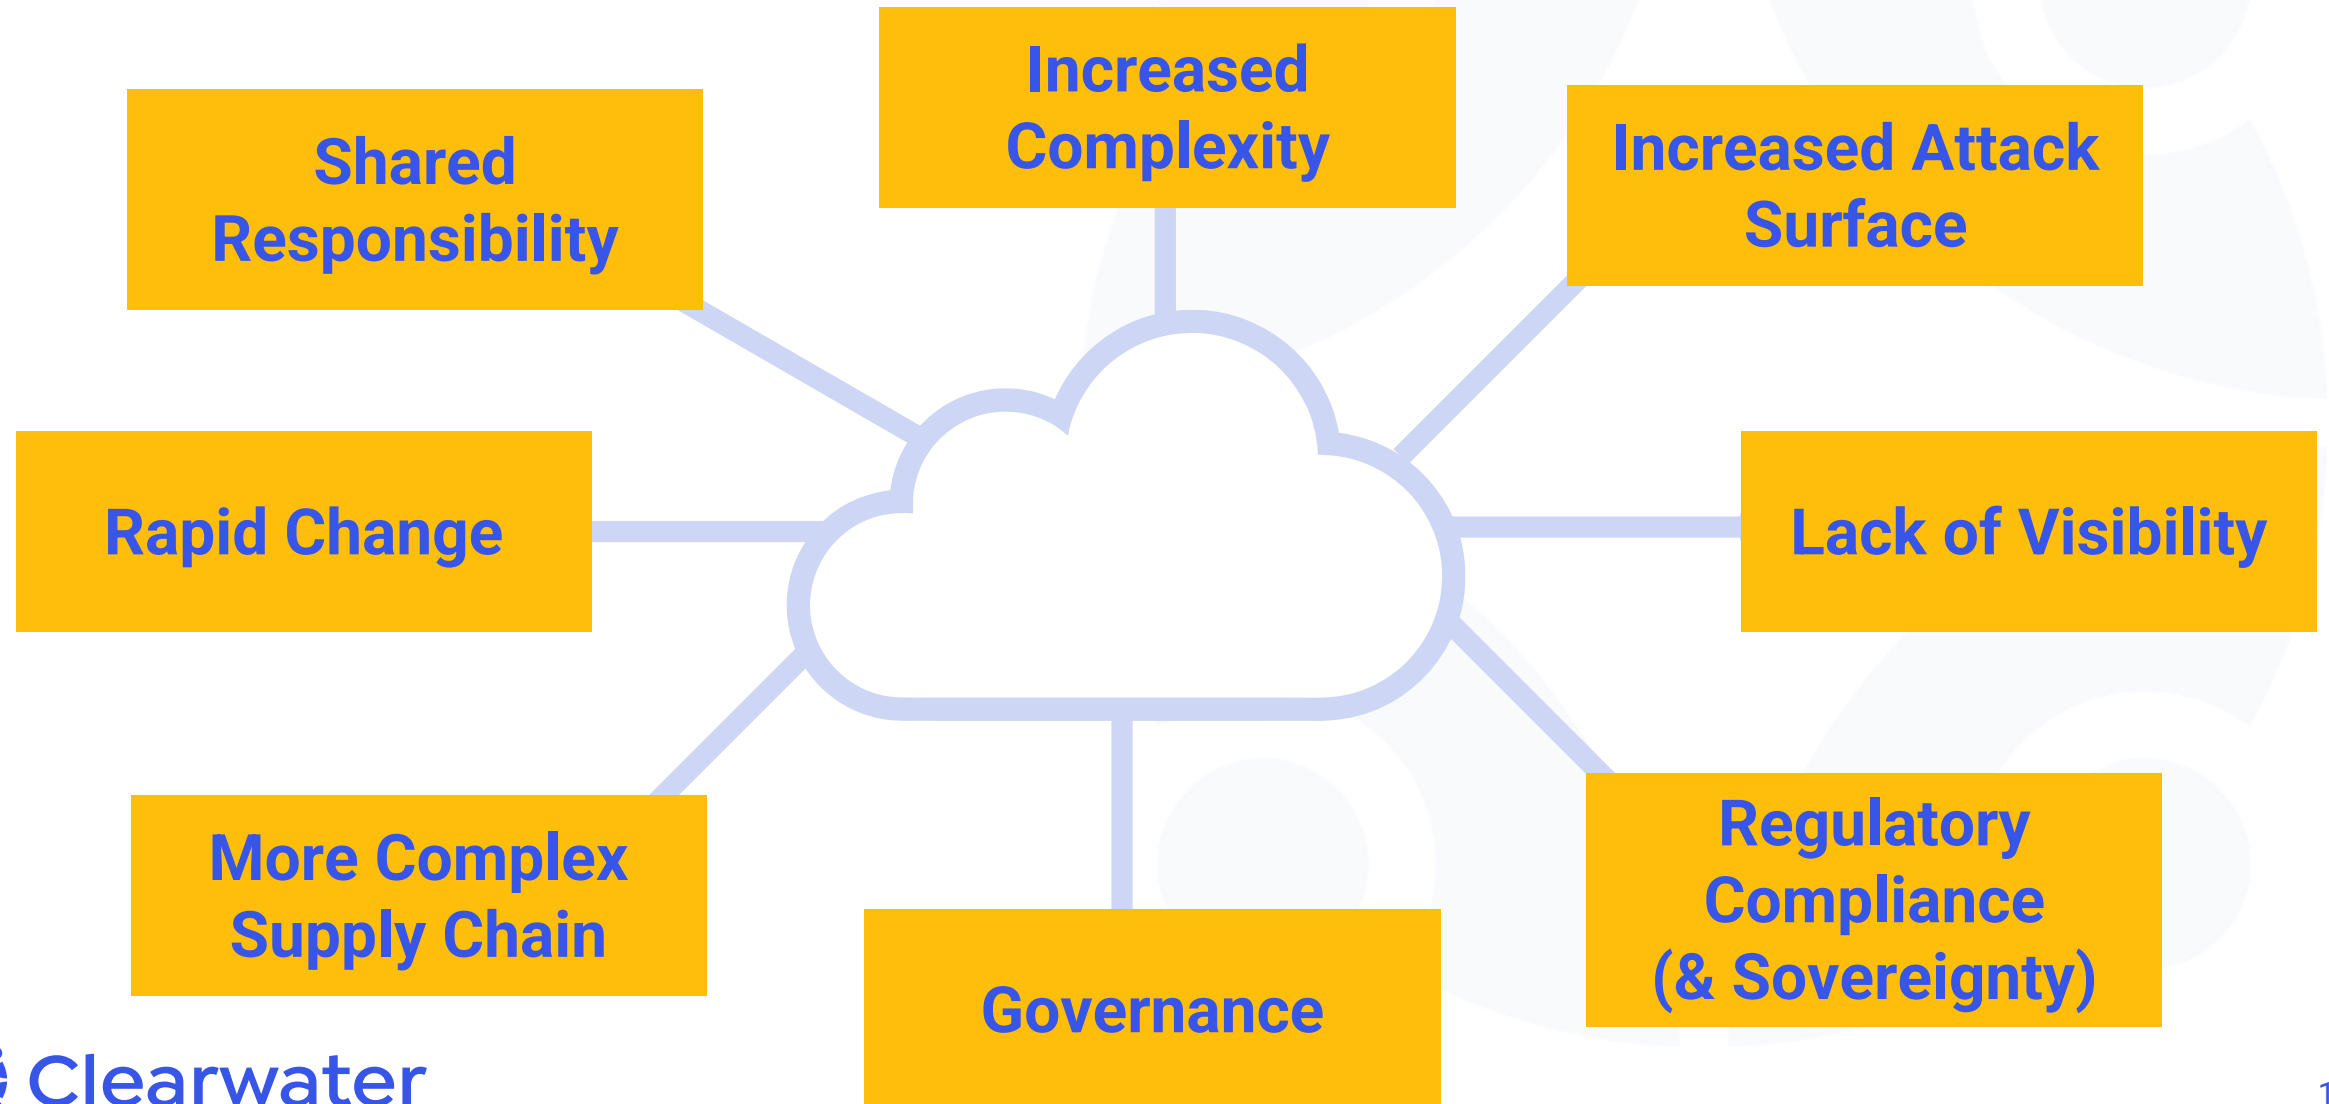 Increased
Complexity
Shared
Responsibility
Increased Attack
Surface
Rapid Change
Lack of Visibility
More Complex
Supply Chain
Regulatory
Compliance
(& Sovereignty)
Governance
Clearwater
1